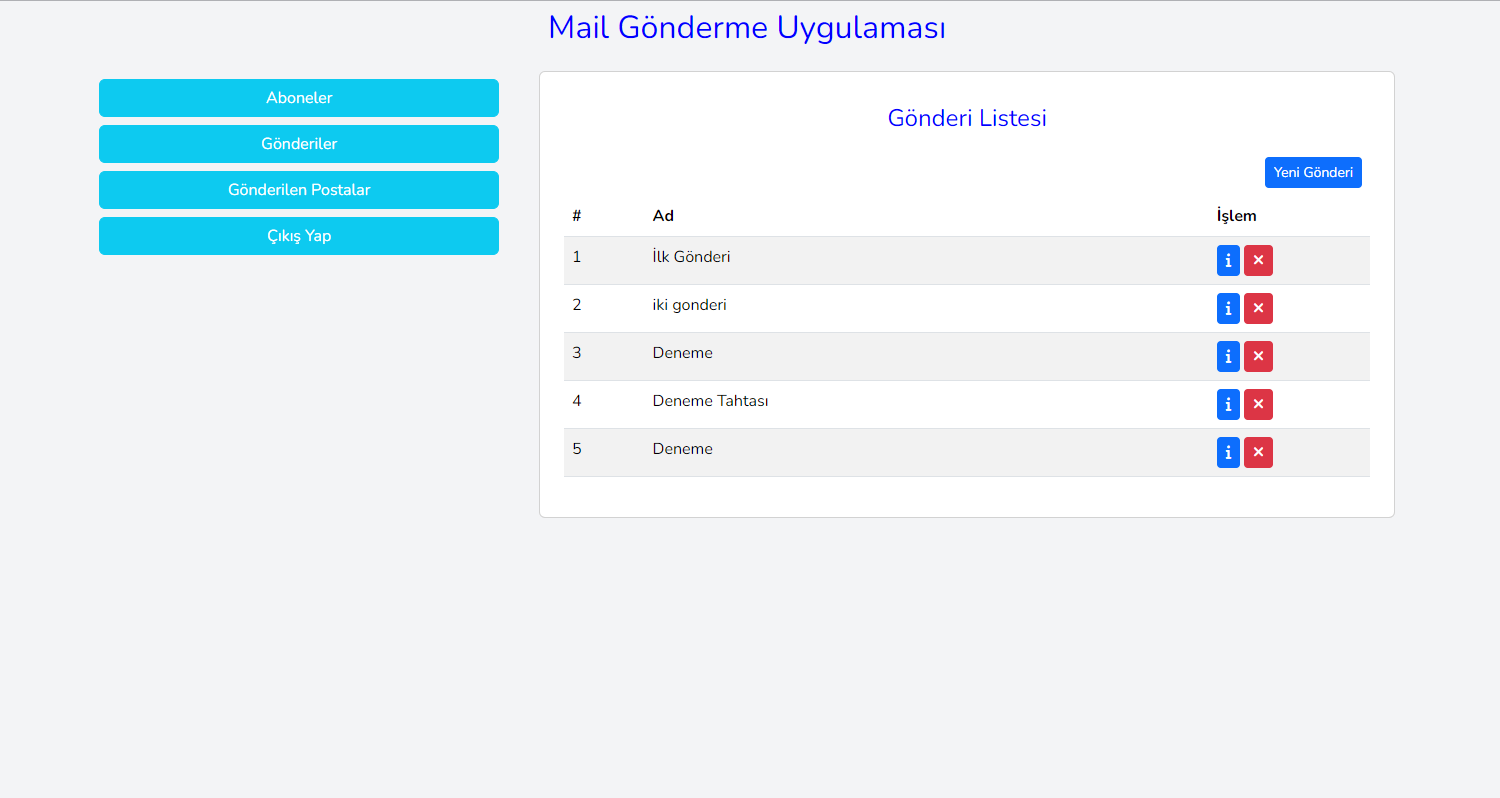 Mail Gönderme Uygulaması
Aboneler
Gönderiler
Gönderilen Postalar
Çıkış Yap
Gönderi Listesi
Yeni Gönderi
# Ad İşlem
1 İlk Gönderi
2 iki gonderi
3 Deneme
4 Deneme Tahtası
5 Deneme